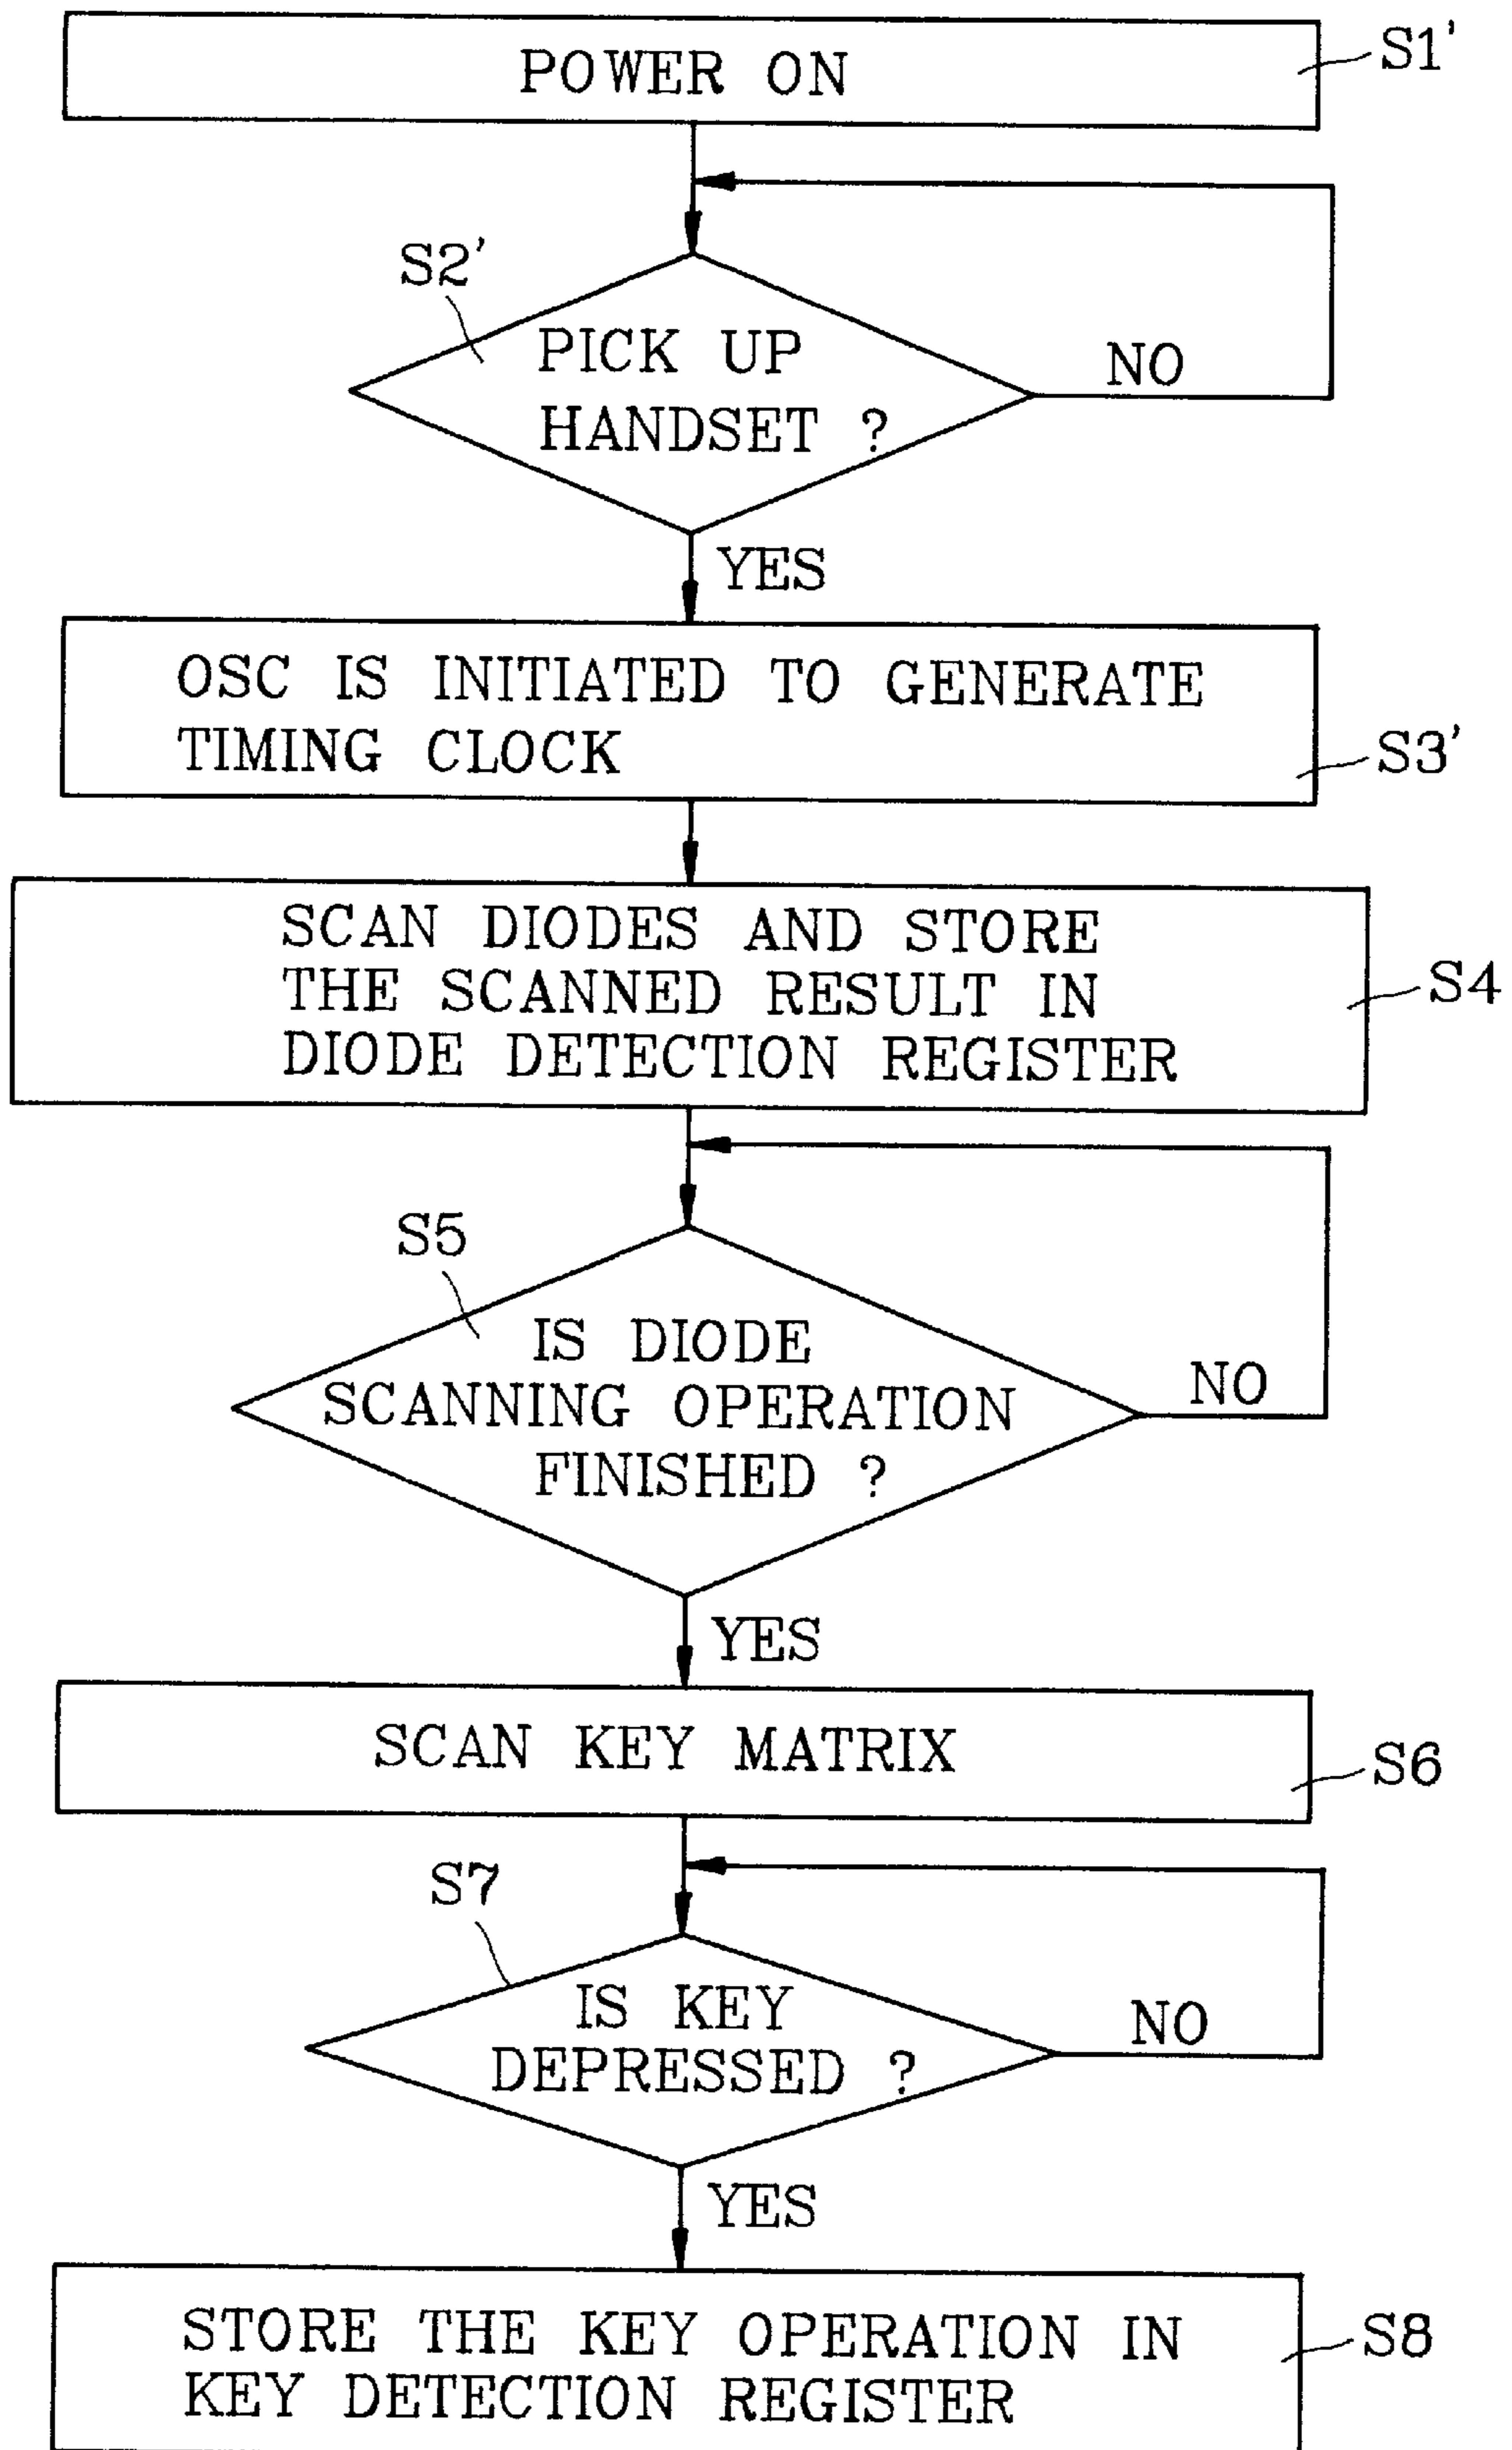 POWER ON
S1'
S2'
PICK UP
HANDSET ?
NO
YES
OSC IS INITIATED TO GENERATE
TIMING CLOCK
S3'
SCAN DIODES AND STORE
THE SCANNED RESULT IN
DIODE DETECTION REGISTER
S4
S5
IS DIODE
SCANNING OPERATION
FINISHED ?
NO
YES
SCAN KEY MATRIX
S6
S7
IS KEY
DEPRESSED ?
NO
YES
STORE THE KEY OPERATION IN
KEY DETECTION REGISTER
S8